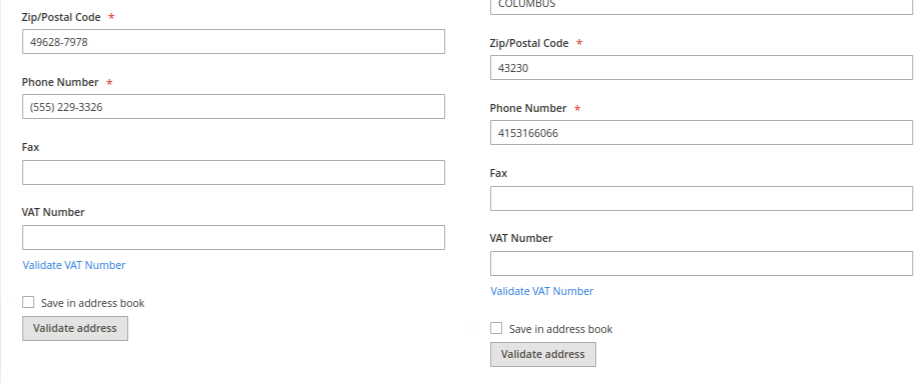 Zip/Postal Code *
49628-7978
Phone Number *
(555) 229-3326
Fax
VAT Number
Validate VAT Number
Save in address book
Validate address
COLUMBUS
Zip/Postal Code *
43230
Phone Number *
4153166066
Fax
VAT Number
Validate VAT Number
Save in address book
Validate address